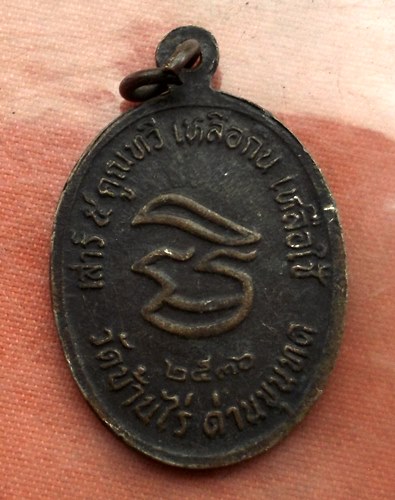 เสาร์ ๕ คูณทวี เหลือกิน เหลือใช้
๒๕๓๖
วัดบ้านไร่ ด่านขุนทด